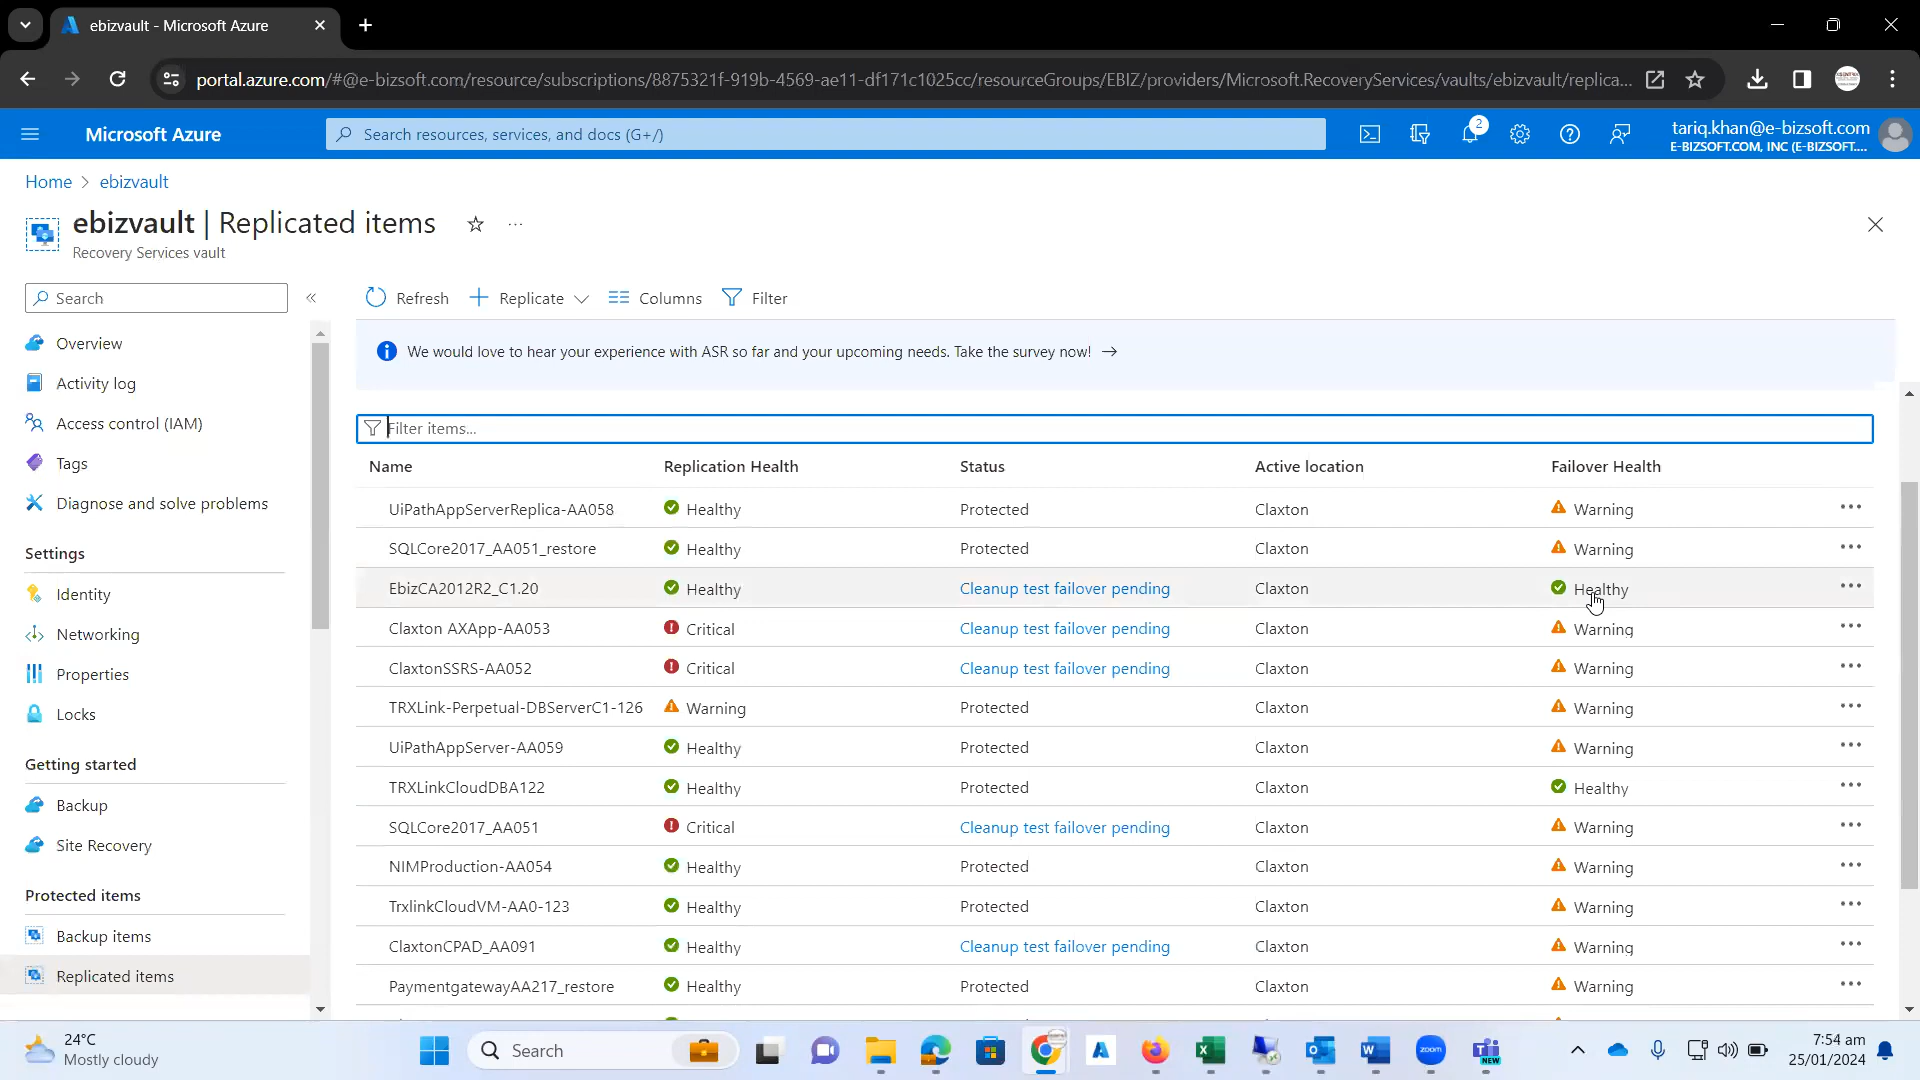 ebizvault - Microsoft Azure
portal.azure.com/#@e-bizsoft.com/resource/subscriptions/8875321f-919b-4569-ae11-df171c1025cc/resourceGroups/EBIZ/providers/Microsoft.RecoveryServices/vaults/ebizvault/replica...
Microsoft Azure
Search resources, services, and docs (G+/)
2
tariq.khan@e-bizsoft.com
E-BIZSOFT.COM, INC (E-BIZSOFT....
Home > ebizvault
ebizvault | Replicated items
Recovery Services vault
Search
Refresh
Replicate
Columns
Filter
We would love to hear your experience with ASR so far and your upcoming needs. Take the survey now! →
Overview
Activity log
Access control (IAM)
Tags
Diagnose and solve problems
Settings
Identity
Networking
Properties
Locks
Getting started
Backup
Site Recovery
Protected items
Backup items
Replicated items
Filter items...
Name Replication Health Status Active location Failover Health
UiPathAppServerReplica-AA058 Healthy Protected Claxton Warning
SQLCore2017_AA051_restore Healthy Protected Claxton Warning
EbizCA2012R2_C1.20 Healthy Cleanup test failover pending Claxton Healthy
Claxton AXApp-AA053 Critical Cleanup test failover pending Claxton Warning
ClaxtonSSRS-AA052 Critical Cleanup test failover pending Claxton Warning
TRXLink-Perpetual-DBServerC1-126 Warning Protected Claxton Warning
UiPathAppServer-AA059 Healthy Protected Claxton Warning
TRXLinkCloudDBA122 Healthy Protected Claxton Healthy
SQLCore2017_AA051 Critical Cleanup test failover pending Claxton Warning
NIMProduction-AA054 Healthy Protected Claxton Warning
TrxlinkCloudVM-AA0-123 Healthy Protected Claxton Warning
ClaxtonCPAD_AA091 Healthy Cleanup test failover pending Claxton Warning
PaymentgatewayAA217_restore Healthy Protected Claxton Warning
24°C
Mostly cloudy
Search
zoom
NEW
7:54 am
25/01/2024